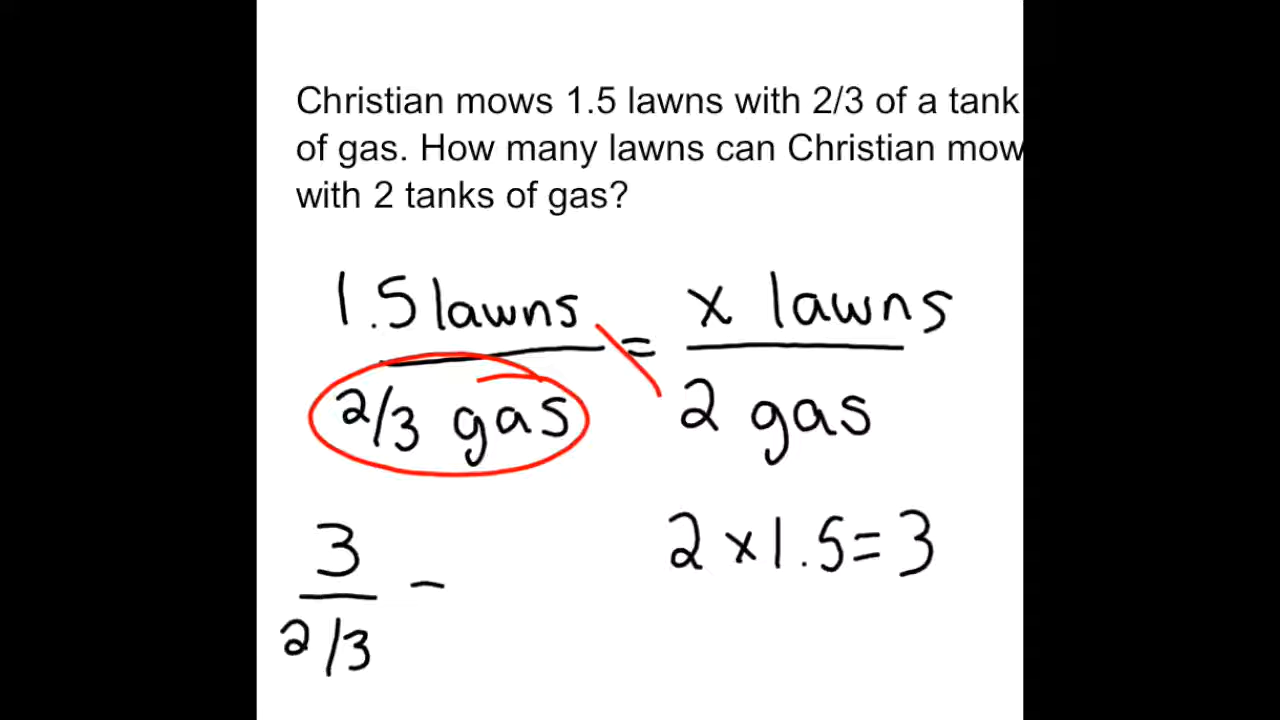 Christian mows 1.5 lawns with 2/3 of a tank
of gas. How many lawns can Christian mow
with 2 tanks of gas?
1.5 lawns = x lawns
2/3 gas 2 gas
3 - 2 x 1.5 = 3
2/3